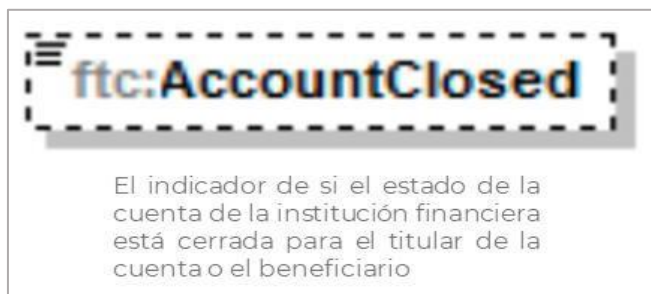 ftc:AccountClosed
El indicador de si el estado de la
cuenta de la institución financiera
está cerrada para el titular de la
cuenta o el beneficiario